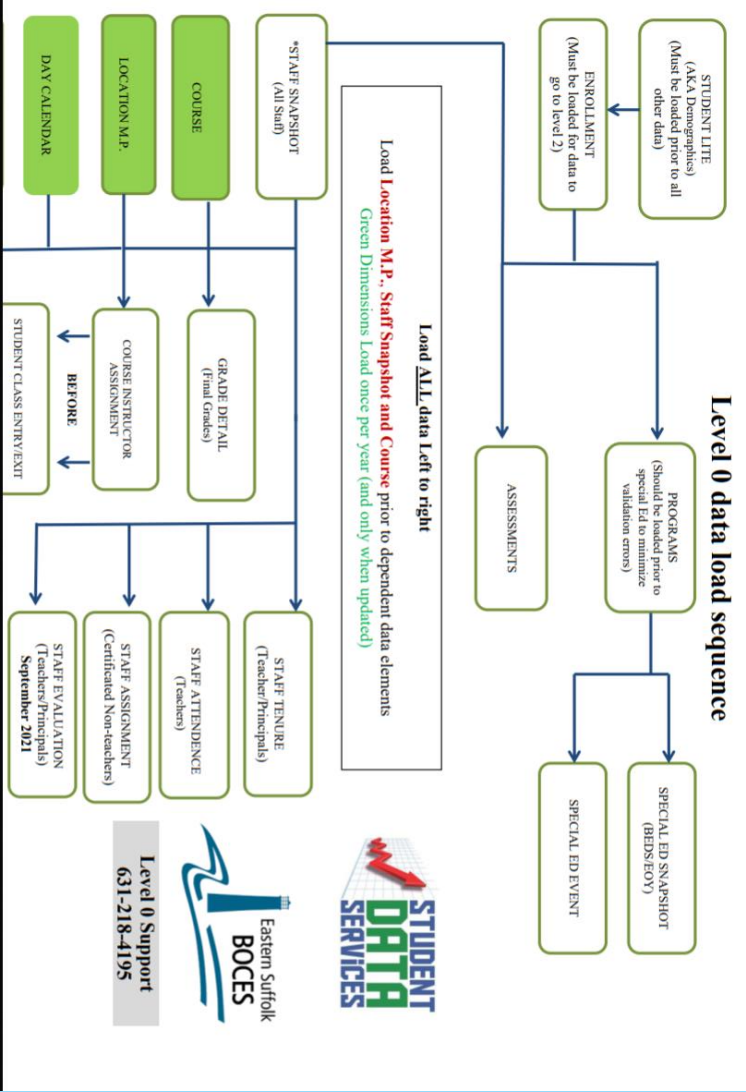 Level 0 data load sequence
STUDENT LITE
(AKA Demographics)
(Must be loaded prior to all
other data)
ENROLLMENT
(Must be loaded for data to
go to level 2)
PROGRAMS
(Should be loaded prior to
special Ed to minimize
validation errors)
SPECIAL ED SNAPSHOT
(BEDS/EOY)
SPECIAL ED EVENT
ASSESSMENTS
Load ALL data Left to right
Load Location M.P., Staff Snapshot and Course prior to dependent data elements
Green Dimensions Load once per year (and only when updated)
*STAFF SNAPSHOT
(All Staff)
COURSE
LOCATION M.P.
DAY CALENDAR
GRADE DETAIL
(Final Grades)
COURSE INSTRUCTOR
ASSIGNMENT
BEFORE
STUDENT CLASS ENTRY/EXIT
STAFF TENURE
(Teacher/Principals)
STAFF ATTENDENCE
(Teachers)
STAFF ASSIGNMENT
(Certificated Non-teachers)
STAFF EVALUATION
(Teachers/Principals)
September 2021
STUDENT
DATA
SERVICES
Eastern Suffolk
BOCES
Level 0 Support
631-218-4195